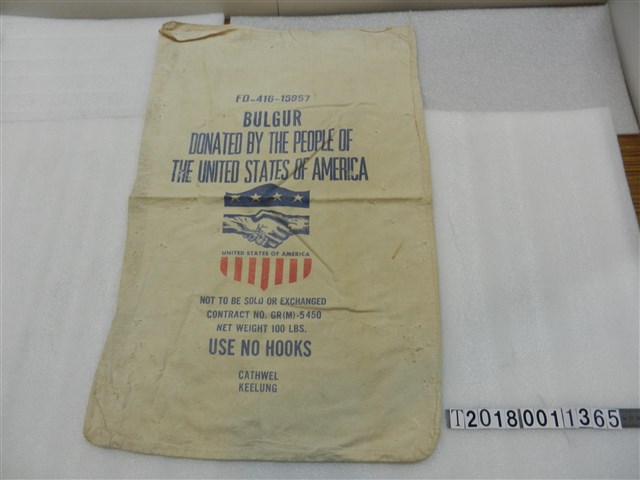 FD-416-15957
BULGUR
DONATED BY THE PEOPLE OF
THE UNITED STATES OF AMERICA
UNITED STATES OF AMERICA
NOT TO BE SOLD OR EXCHANGED
CONTRACT NO. GR(M)-5450
NET WEIGHT 100 LBS.
USE NO HOOKS
CATHWEL
KEELUNG
T2018 001 1365